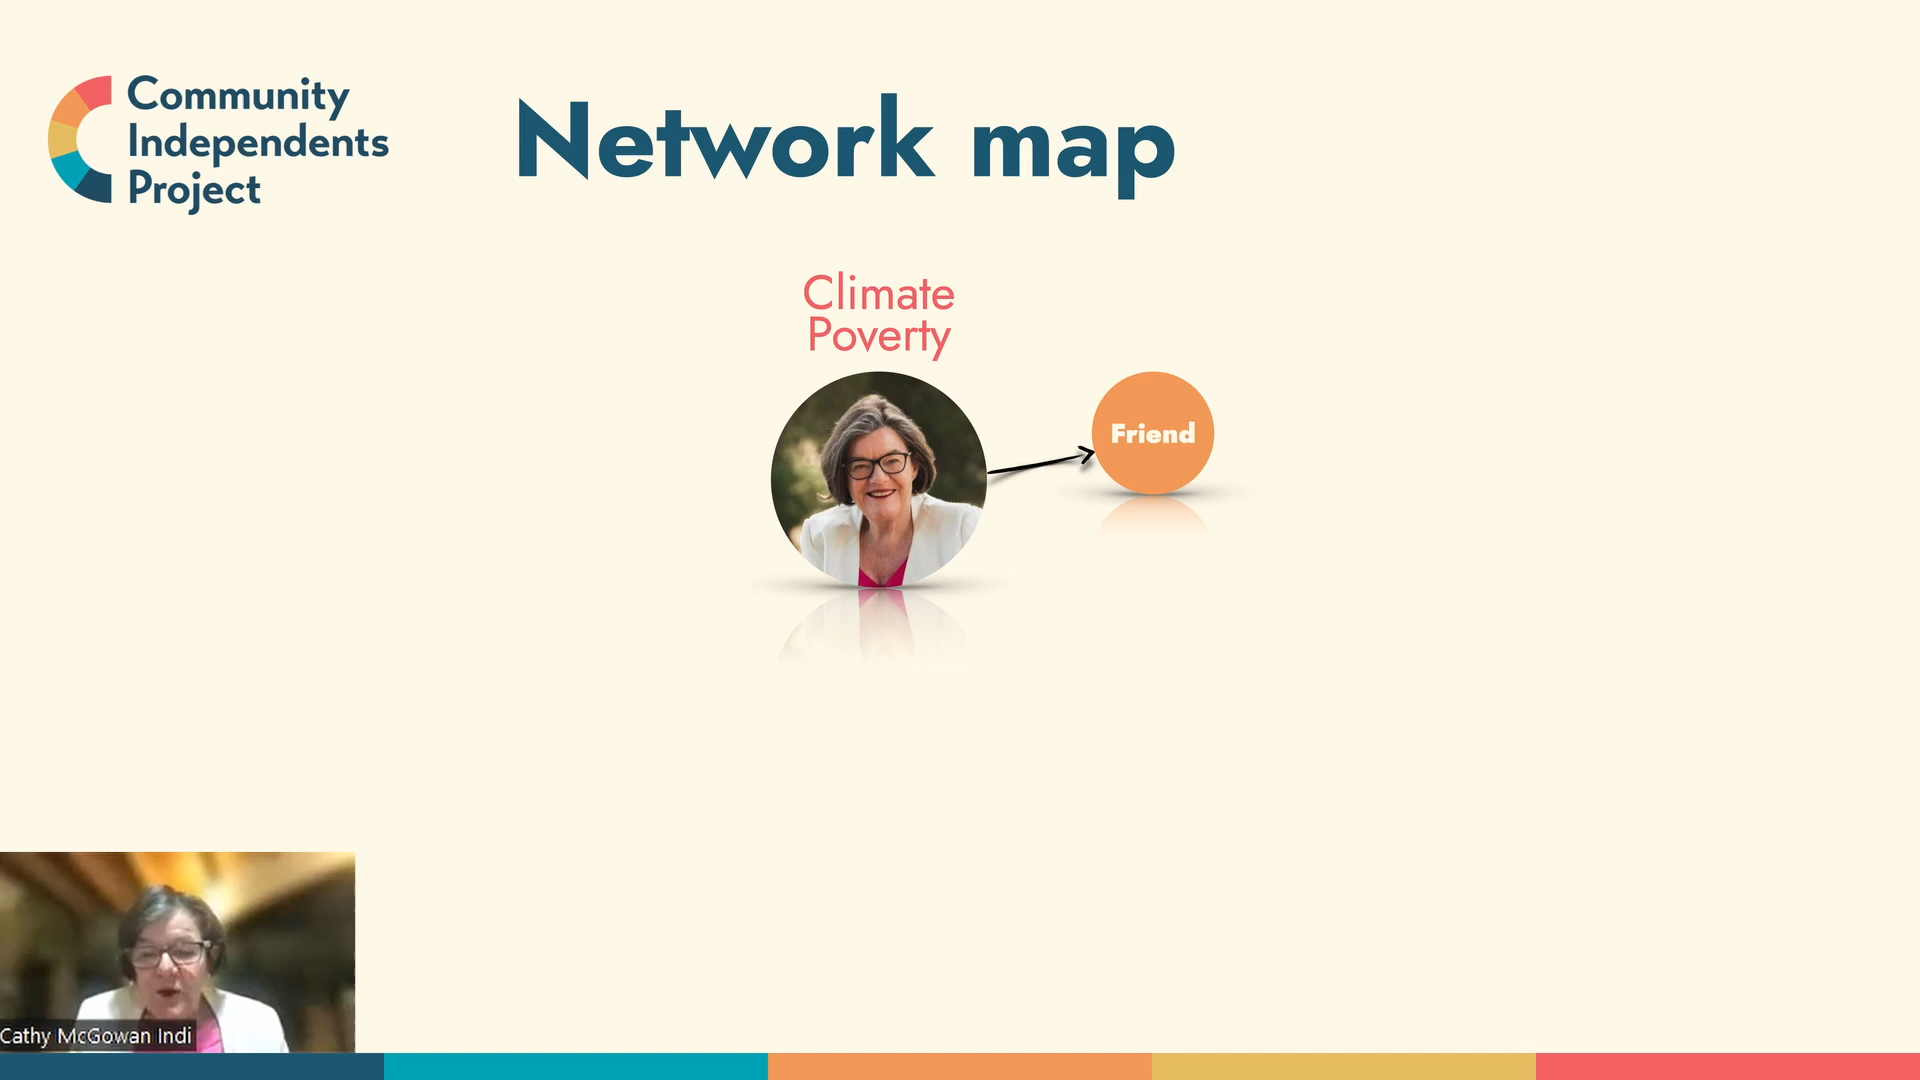 Community
Independents
Project
Network map
Climate
Poverty
Friend
Cathy McGowan Indi